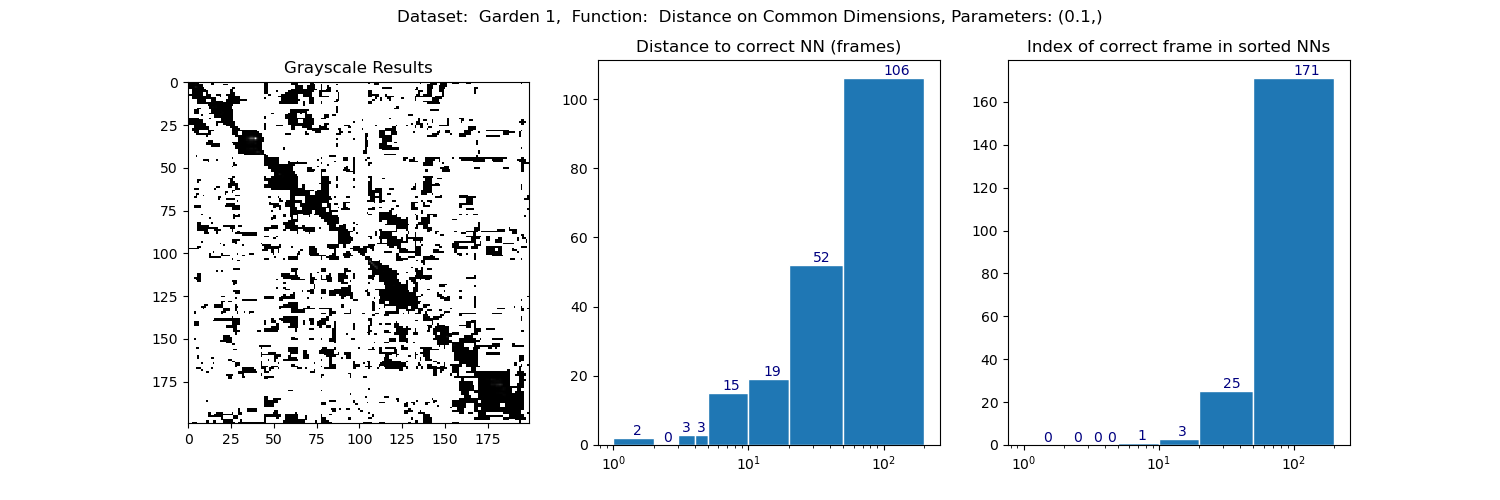 Dataset:  Garden 1,  Function:  Distance on Common Dimensions, Parameters: (0.1,)
Grayscale Results
0
25
50
75
100
125
150
175
0 25 50 75 100 125 150 175
Distance to correct NN (frames)
100
80
60
40
20
0
2 0 3 3 15 19 52 106
10^0 10^1 10^2
Index of correct frame in sorted NNs
160
140
120
100
80
60
40
20
0
0 0 0 0 1 3 25 171
10^0 10^1 10^2